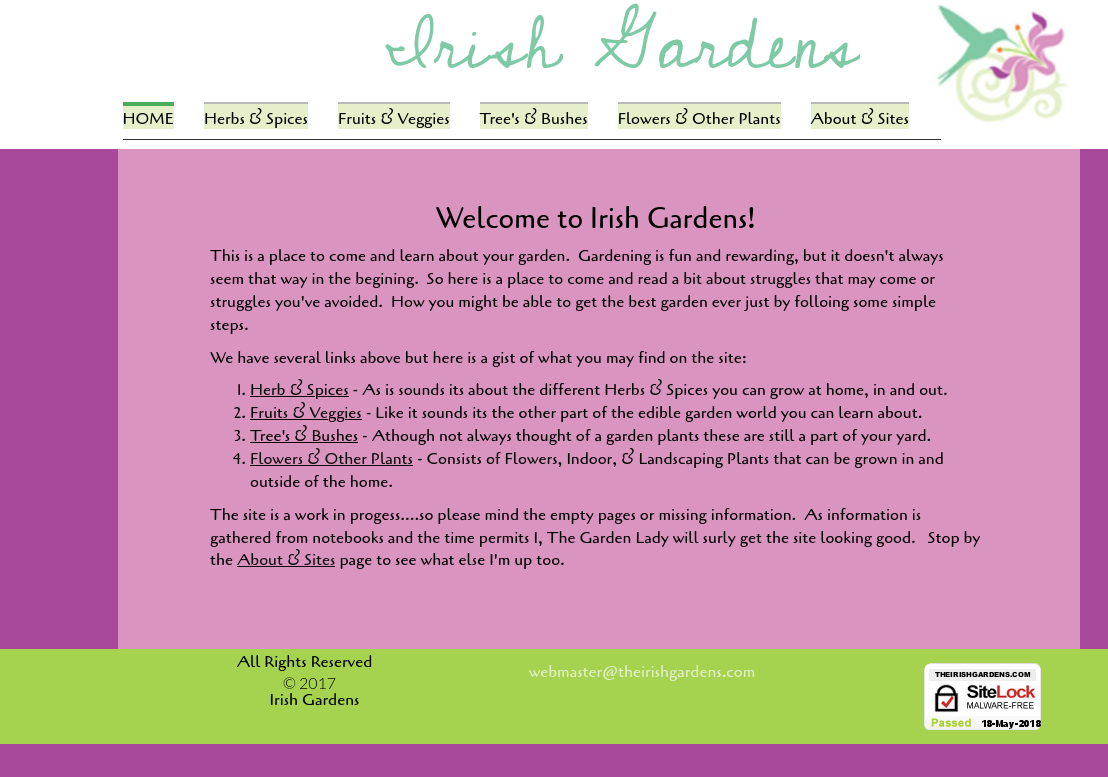 Irish Gardens
HOME Herbs & Spices Fruits & Veggies Tree's & Bushes Flowers & Other Plants About & Sites
Welcome to Irish Gardens!
This is a place to come and learn about your garden.  Gardening is fun and rewarding, but it doesn't always
seem that way in the begining.  So here is a place to come and read a bit about struggles that may come or
struggles you've avoided.  How you might be able to get the best garden ever just by folloing some simple
steps.
We have several links above but here is a gist of what you may find on the site:
1. Herb & Spices - As is sounds its about the different Herbs & Spices you can grow at home, in and out.
2. Fruits & Veggies - Like it sounds its the other part of the edible garden world you can learn about.
3. Tree's & Bushes - Athough not always thought of a garden plants these are still a part of your yard.
4. Flowers & Other Plants - Consists of Flowers, Indoor, & Landscaping Plants that can be grown in and
outside of the home.
The site is a work in progess....so please mind the empty pages or missing information.  As information is
gathered from notebooks and the time permits I, The Garden Lady will surly get the site looking good.   Stop by
the About & Sites page to see what else I'm up too.
All Rights Reserved
© 2017
Irish Gardens
webmaster@theirishgardens.com
THEIRISHGARDENS.COM
SiteLock
MALWARE-FREE
Passed 18-May-2018